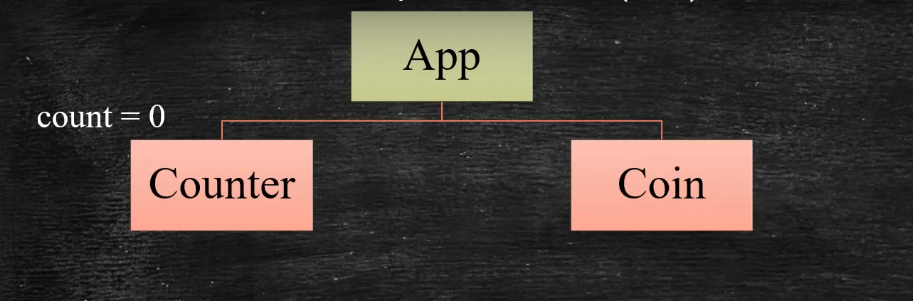 App
count = 0
Counter
Coin